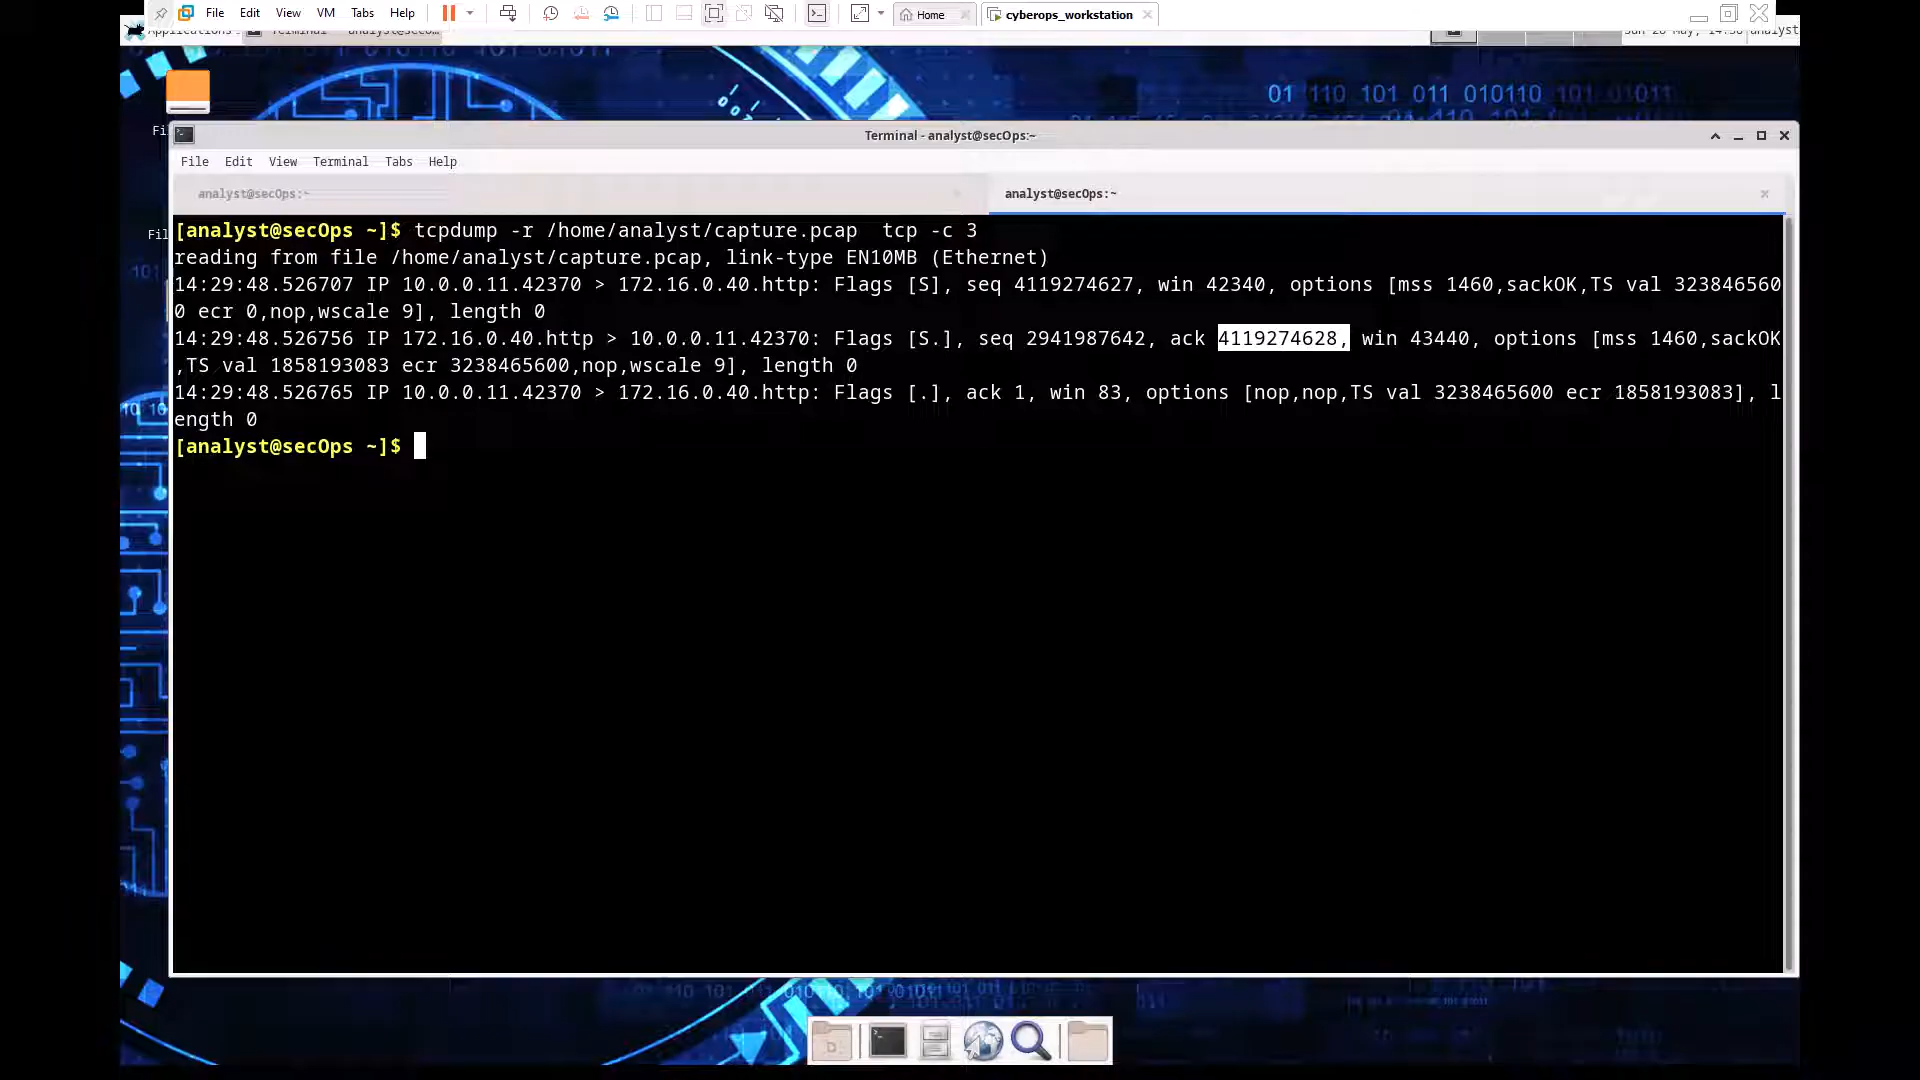 File Edit View VM Tabs Help Home cyberops_workstation
Applications Terminal - analyst@seco...
01 110 101 011 010110 101 01011
Terminal - analyst@secOps:~
File Edit View Terminal Tabs Help
analyst@secOps:~ analyst@secOps:~
[analyst@secOps ~]$ tcpdump -r /home/analyst/capture.pcap  tcp -c 3
reading from file /home/analyst/capture.pcap, link-type EN10MB (Ethernet)
14:29:48.526707 IP 10.0.0.11.42370 > 172.16.0.40.http: Flags [S], seq 4119274627, win 42340, options [mss 1460,sackOK,TS val 323846560
0 ecr 0,nop,wscale 9], length 0
14:29:48.526756 IP 172.16.0.40.http > 10.0.0.11.42370: Flags [S.], seq 2941987642, ack 4119274628, win 43440, options [mss 1460,sackOK
,TS val 1858193083 ecr 3238465600,nop,wscale 9], length 0
14:29:48.526765 IP 10.0.0.11.42370 > 172.16.0.40.http: Flags [.], ack 1, win 83, options [nop,nop,TS val 3238465600 ecr 1858193083], l
ength 0
[analyst@secOps ~]$